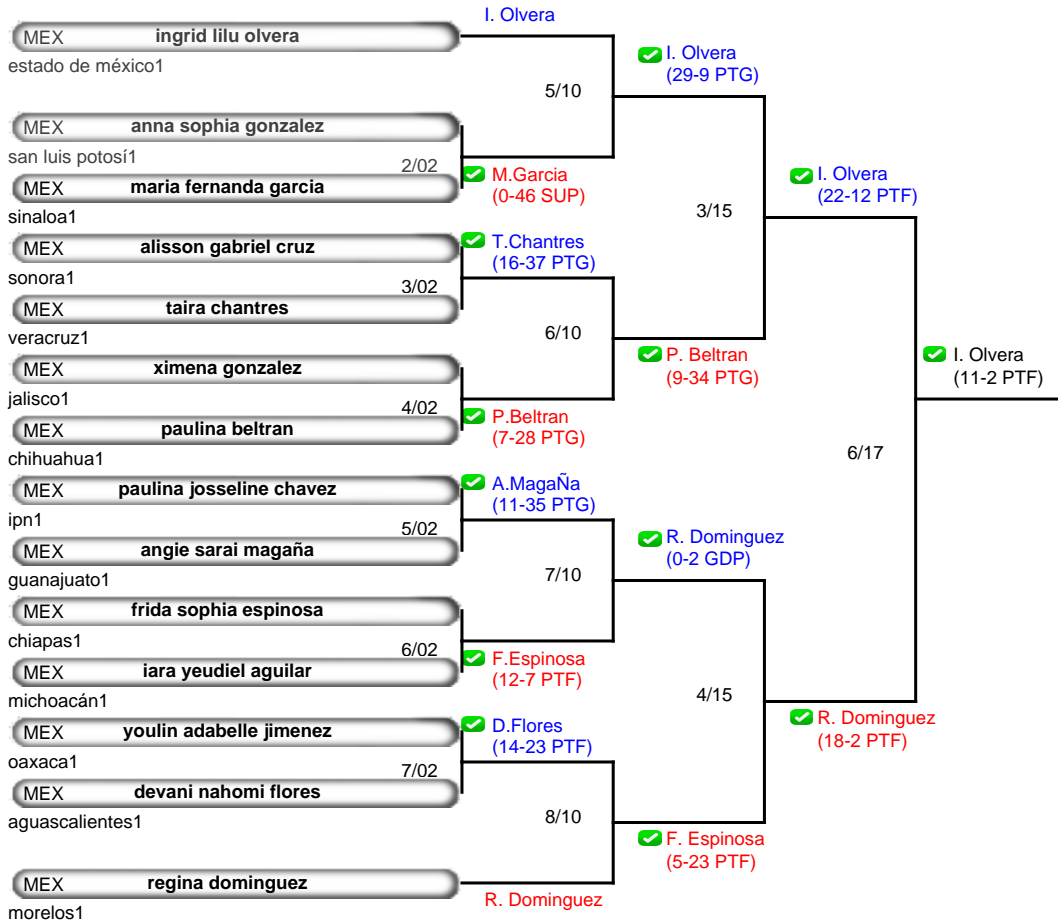 I. Olvera
MEX ingrid lilu olvera
estado de méxico1
I. Olvera
(29-9 PTG)
5/10
MEX anna sophia gonzalez
san luis potosí1
2/02
M.Garcia
(0-46 SUP)
MEX maria fernanda garcia
sinaloa1
I. Olvera
(22-12 PTF)
3/15
MEX alisson gabriel cruz
sonora1
T.Chantres
(16-37 PTG)
3/02
MEX taira chantres
veracruz1
6/10
P. Beltran
(9-34 PTG)
I. Olvera
(11-2 PTF)
MEX ximena gonzalez
jalisco1
4/02
P.Beltran
(7-28 PTG)
MEX paulina beltran
chihuahua1
6/17
MEX paulina josseline chavez
ipn1
A.MagaÑa
(11-35 PTG)
5/02
MEX angie sarai magaña
guanajuato1
R. Dominguez
(0-2 GDP)
7/10
MEX frida sophia espinosa
chiapas1
6/02
F.Espinosa
(12-7 PTF)
MEX iara yeudiel aguilar
michoacán1
4/15
R. Dominguez
(18-2 PTF)
MEX youlin adabelle jimenez
oaxaca1
D.Flores
(14-23 PTF)
7/02
MEX devani nahomi flores
aguascalientes1
8/10
F. Espinosa
(5-23 PTF)
MEX regina dominguez
morelos1
R. Dominguez